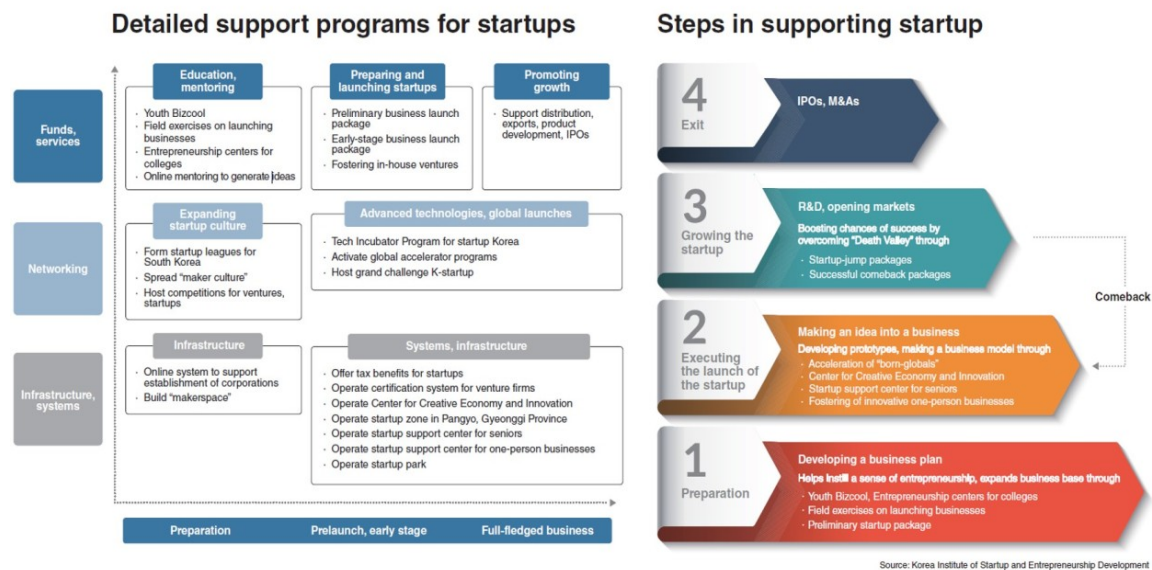 Detailed support programs for startups
Funds,
services
Education,
mentoring
· Youth Bizcool
· Field exercises on launching
businesses
· Entrepreneurship centers for
colleges
· Online mentoring to generate ideas
Preparing and
launching startups
· Preliminary business launch
package
· Early-stage business launch
package
· Fostering in-house ventures
Promoting
growth
· Support distribution,
exports, product
development, IPOs
Networking
Expanding
startup culture
· Form startup leagues for
South Korea
· Spread “maker culture”
· Host competitions for ventures,
startups
Advanced technologies, global launches
· Tech Incubator Program for startup Korea
· Activate global accelerator programs
· Host grand challenge K-startup
Infrastructure,
systems
Infrastructure
· Online system to support
establishment of corporations
· Build “makerspace”
Systems, infrastructure
· Offer tax benefits for startups
· Operate certification system for venture firms
· Operate Center for Creative Economy and Innovation
· Operate startup zone in Pangyo, Gyeonggi Province
· Operate startup support center for seniors
· Operate startup support center for one-person businesses
· Operate startup park
Preparation
Prelaunch, early stage
Full-fledged business
Steps in supporting startup
4
Exit
IPOs, M&As
3
Growing the
startup
R&D, opening markets
Boosting chances of success by
overcoming “Death Valley” through
· Startup-jump packages
· Successful comeback packages
Comeback
2
Executing
the launch of
the startup
Making an idea into a business
Developing prototypes, making a business model through
· Acceleration of “born-globals”
· Center for Creative Economy and Innovation
· Startup support center for seniors
· Fostering of innovative one-person businesses
1
Preparation
Developing a business plan
Helps instill a sense of entrepreneurship, expands business base through
· Youth Bizcool, Entrepreneurship centers for colleges
· Field exercises on launching businesses
· Preliminary startup package
Source: Korea Institute of Startup and Entrepreneurship Development